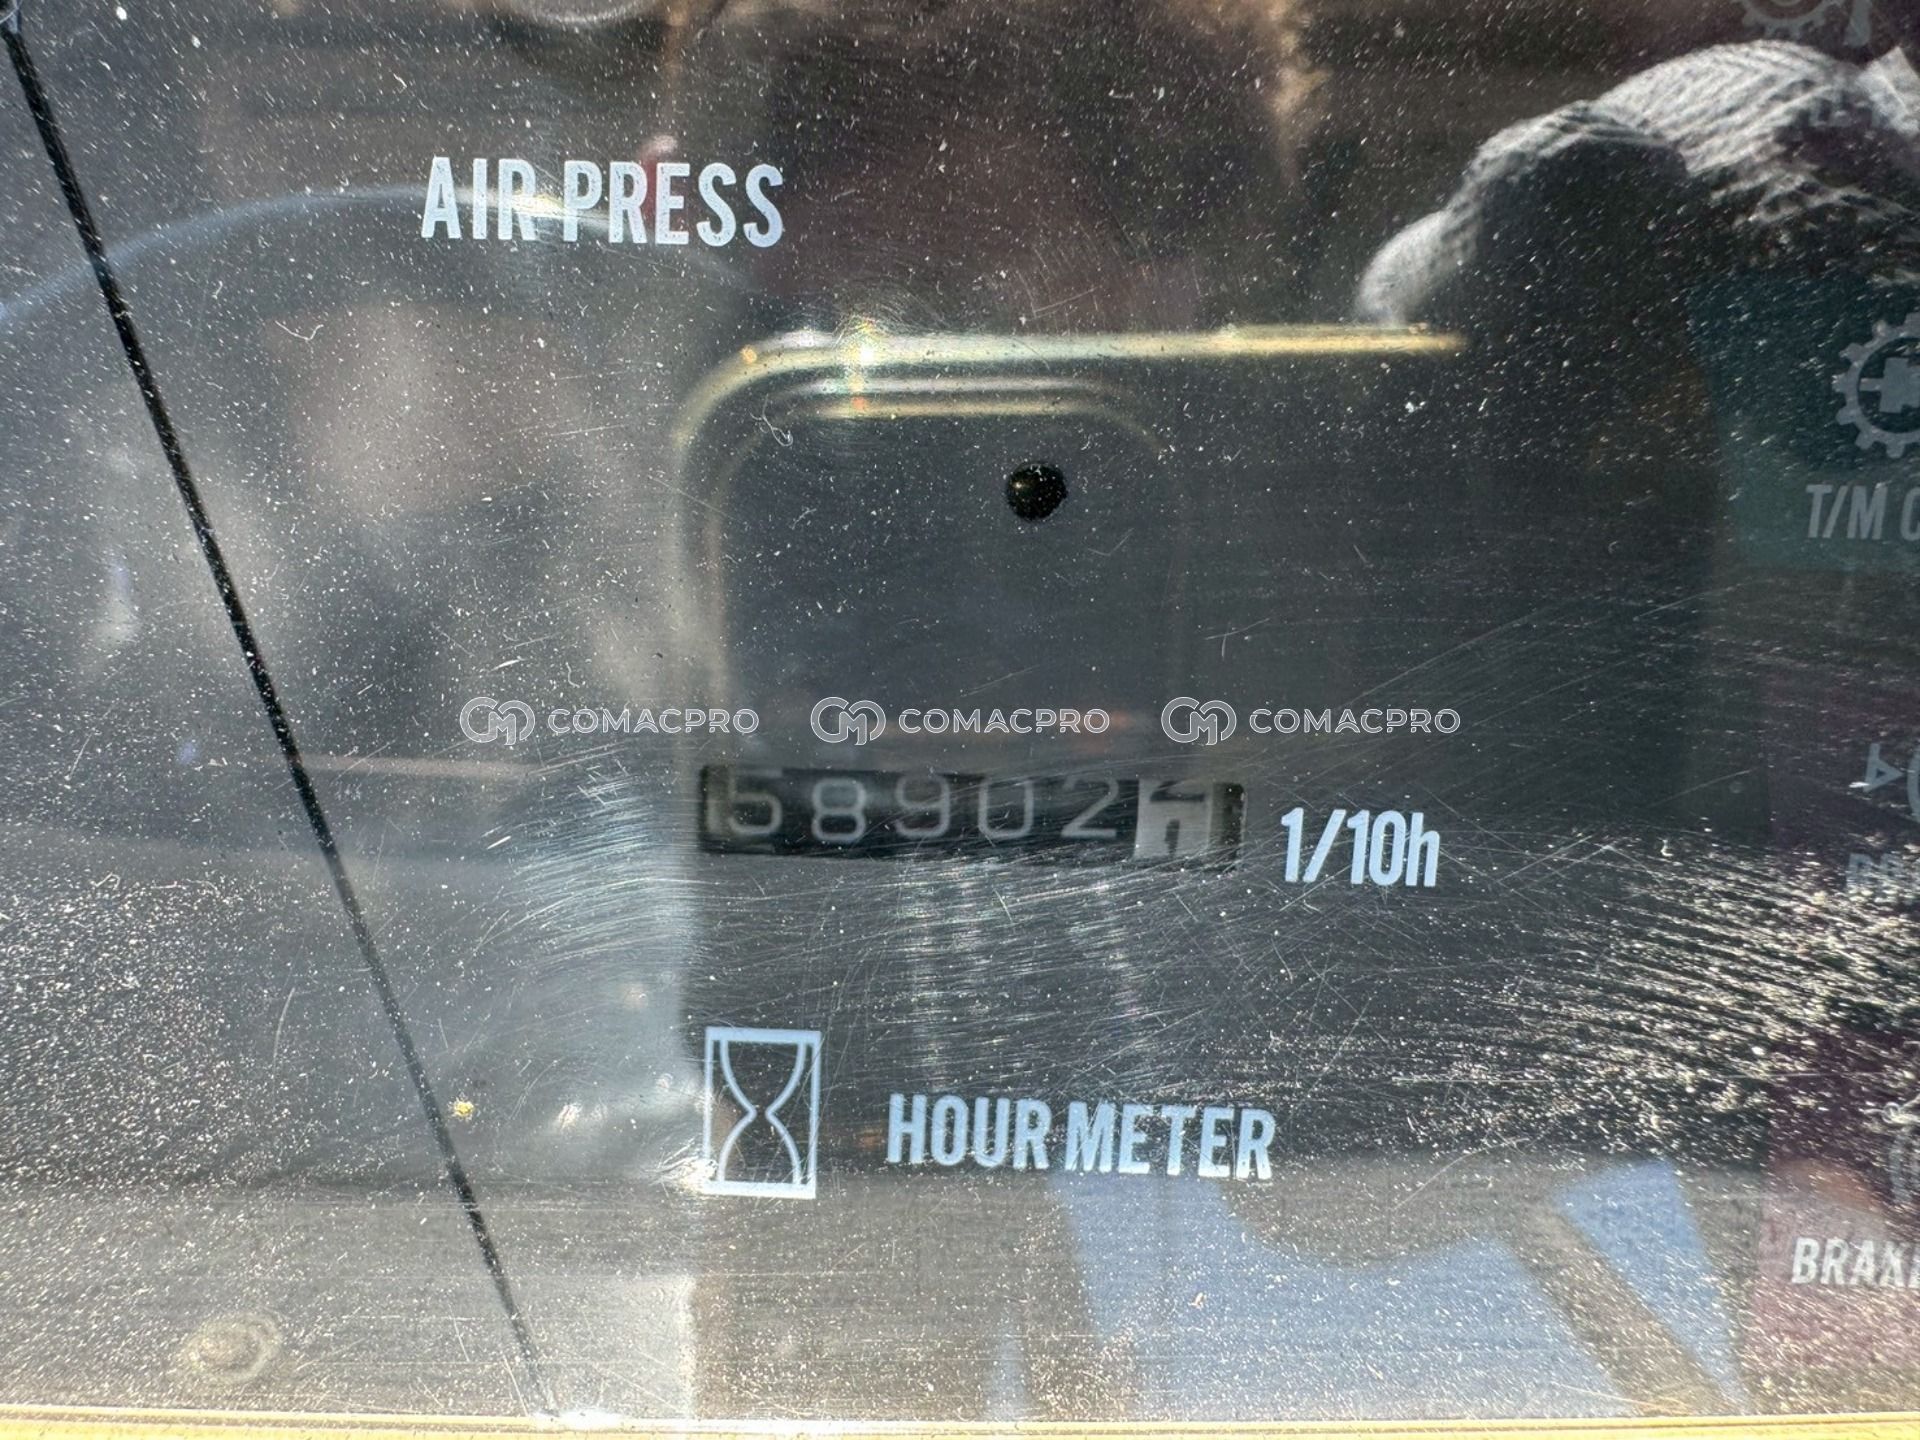 AIR PRESS
T/M
COMACPRO COMACPRO COMACPRO
58902
1/10h
HOUR METER